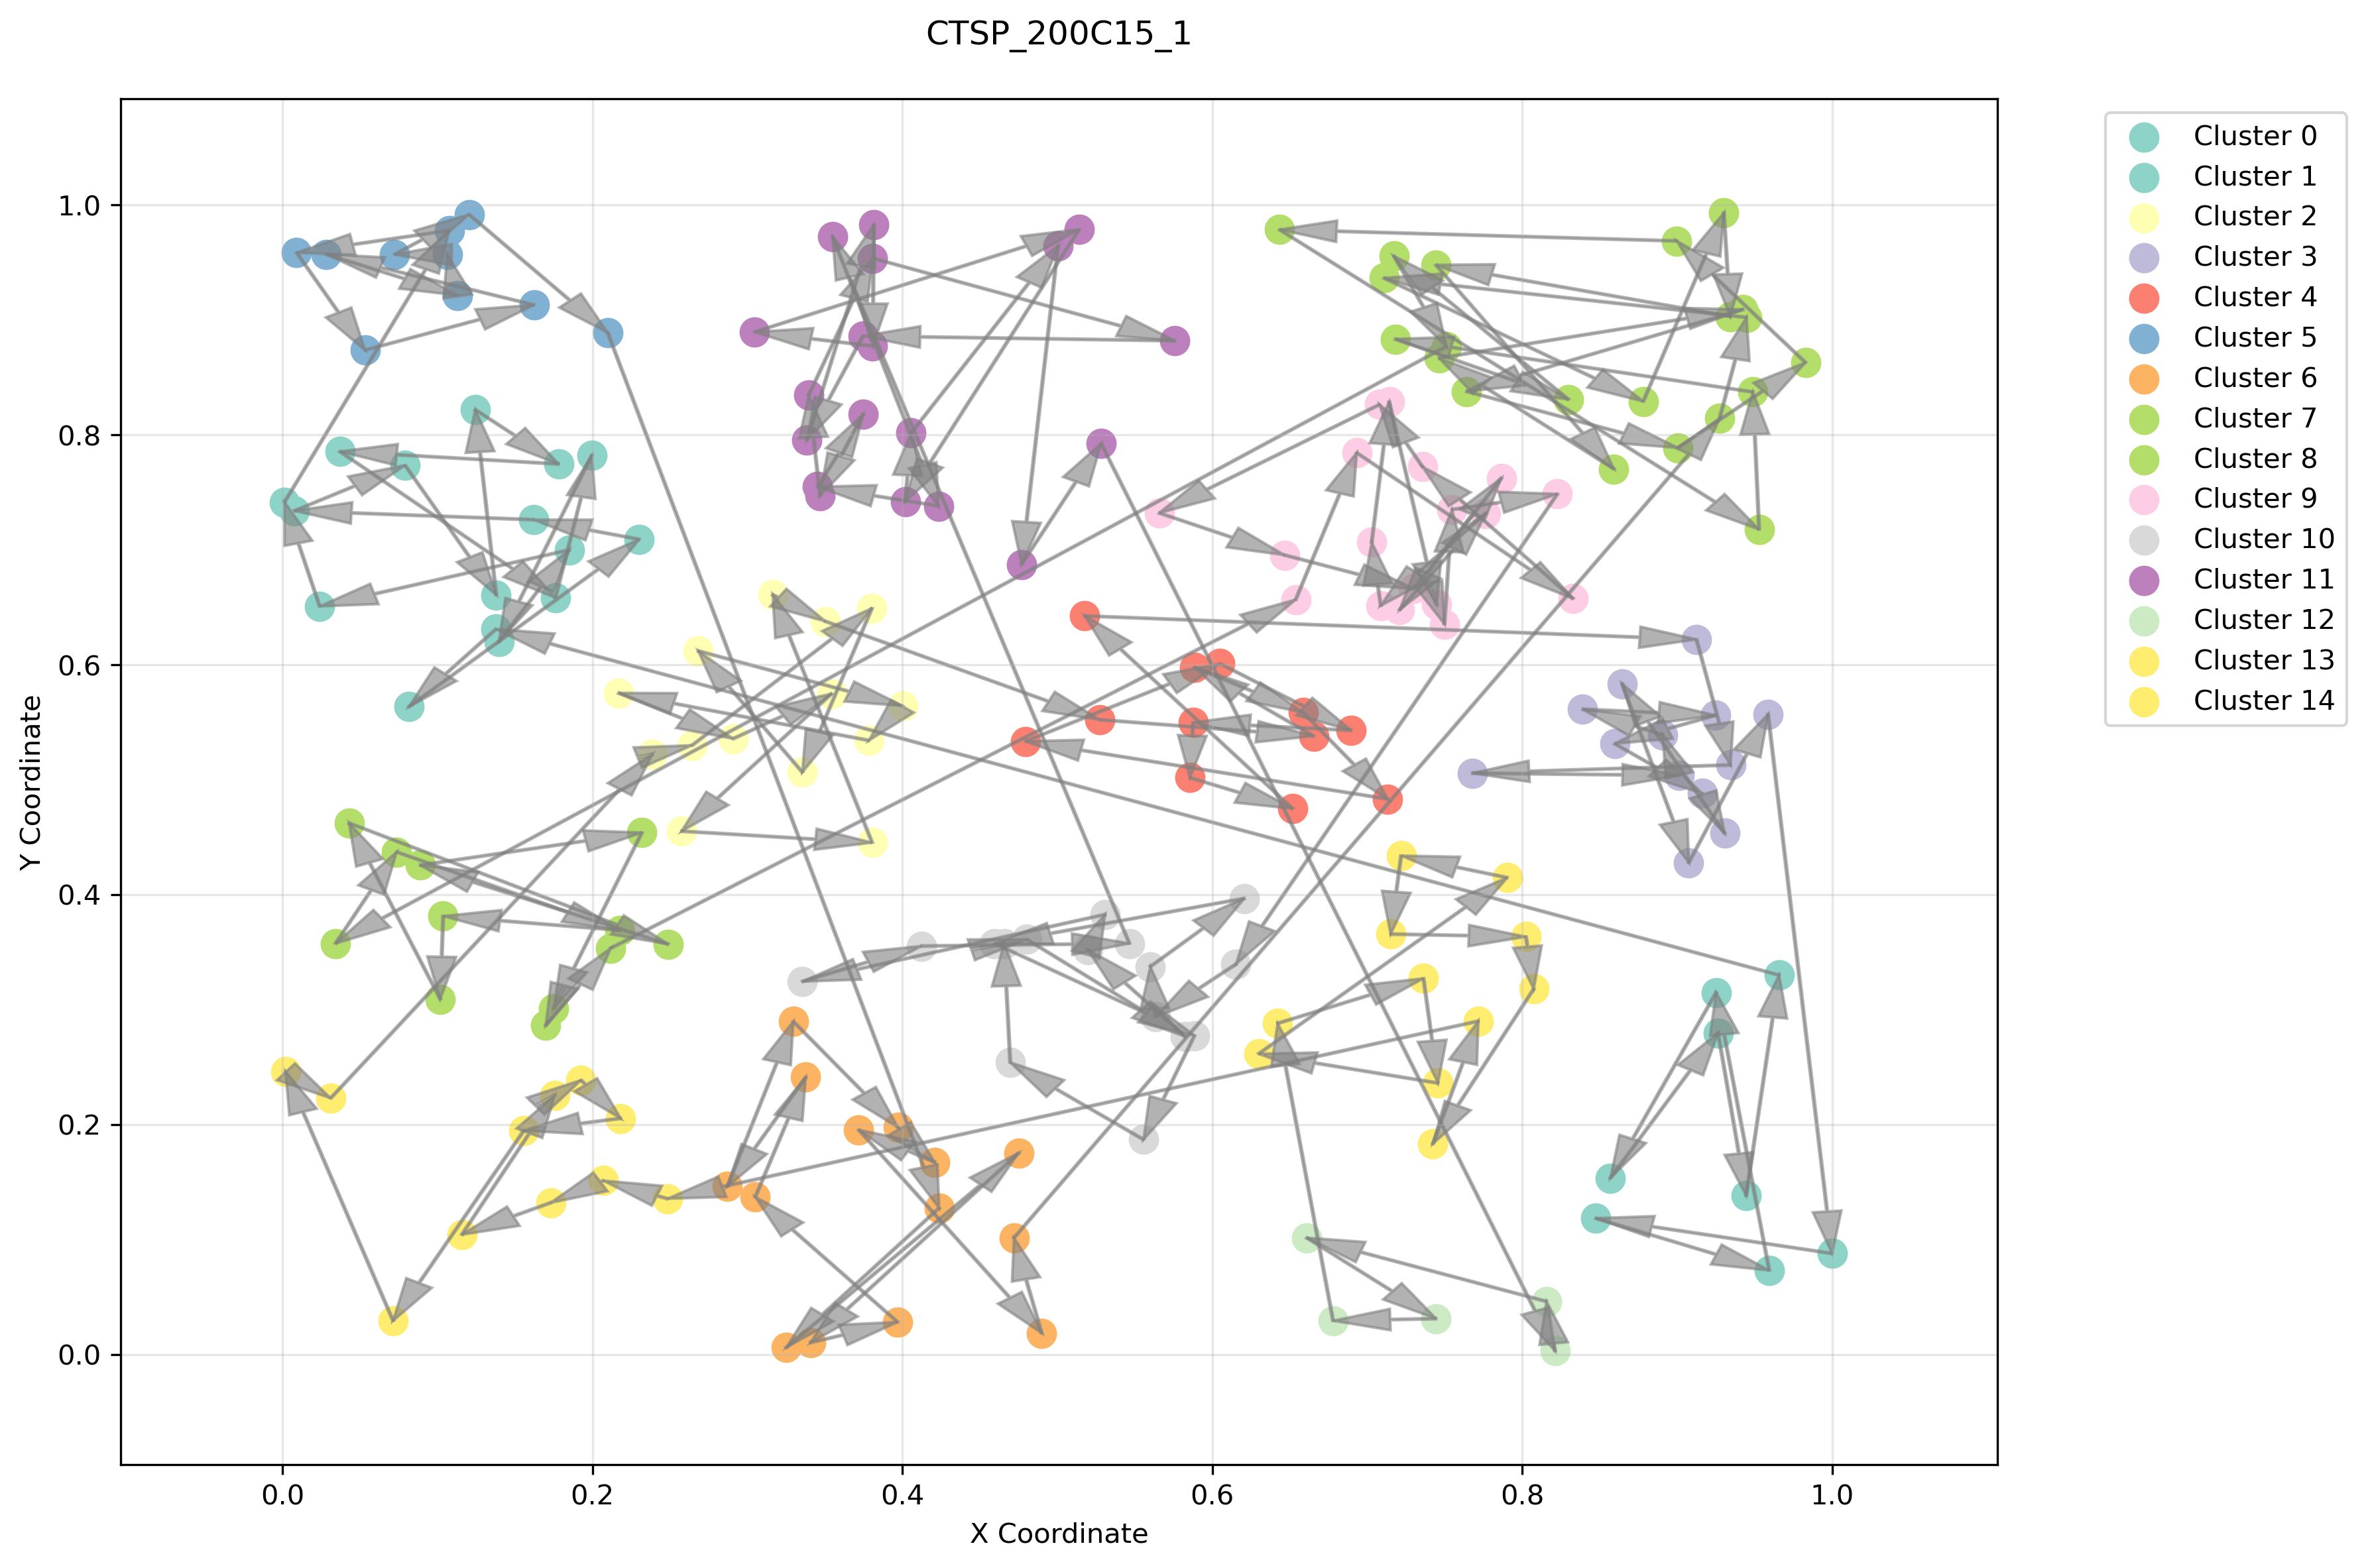 CTSP_200C15_1
Cluster 0
Cluster 1
Cluster 2
Cluster 3
Cluster 4
Cluster 5
Cluster 6
Cluster 7
Cluster 8
Cluster 9
Cluster 10
Cluster 11
Cluster 12
Cluster 13
Cluster 14
Y Coordinate
1.0
0.8
0.6
0.4
0.2
0.0
0.0 0.2 0.4 0.6 0.8 1.0
X Coordinate